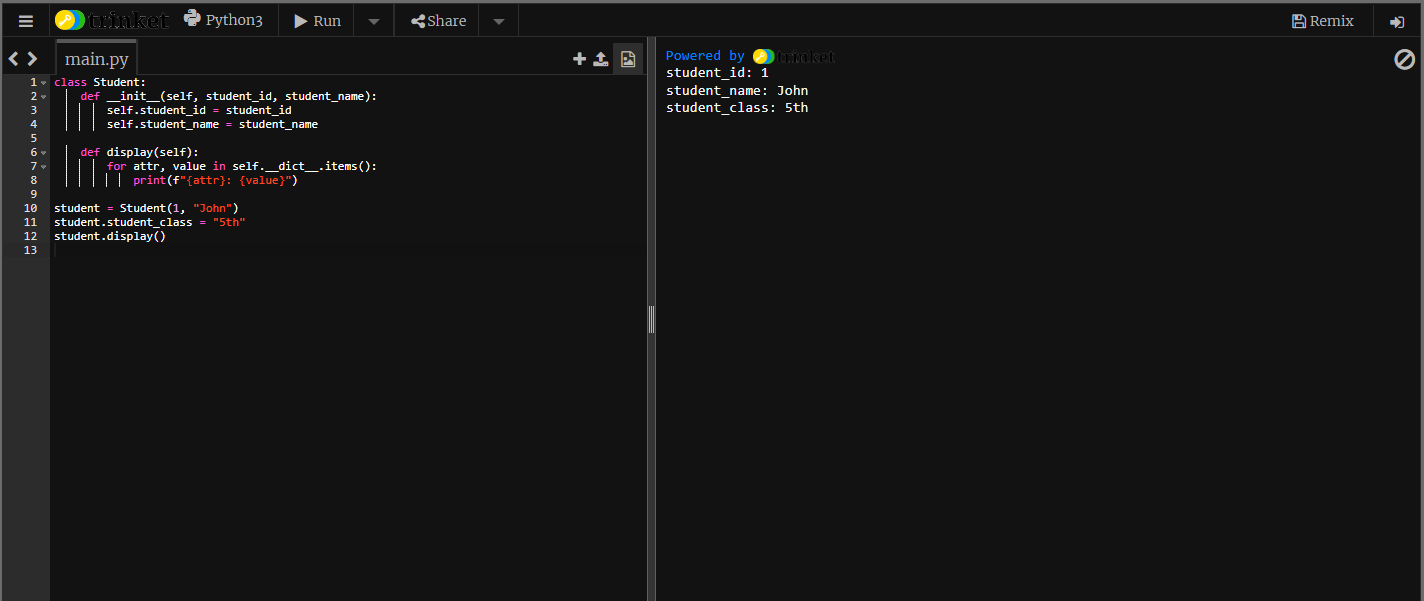 trinket Python3 Run Share Remix
main.py
1 class Student:
2 def __init__(self, student_id, student_name):
3 self.student_id = student_id
4 self.student_name = student_name
5
6 def display(self):
7 for attr, value in self.__dict__.items():
8 print(f"{attr}: {value}")
9
10 student = Student(1, "John")
11 student.student_class = "5th"
12 student.display()
13
Powered by trinket
student_id: 1
student_name: John
student_class: 5th